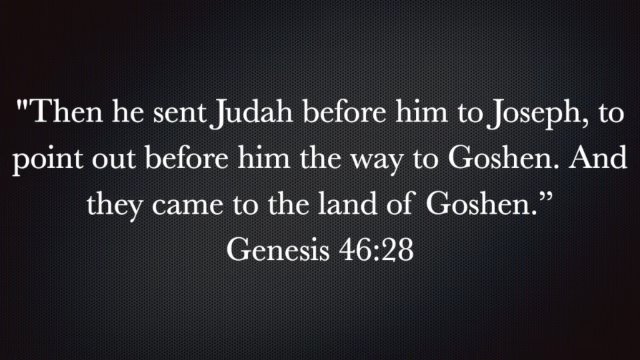 "Then he sent Judah before him to Joseph, to
point out before him the way to Goshen. And
they came to the land of Goshen.”
Genesis 46:28